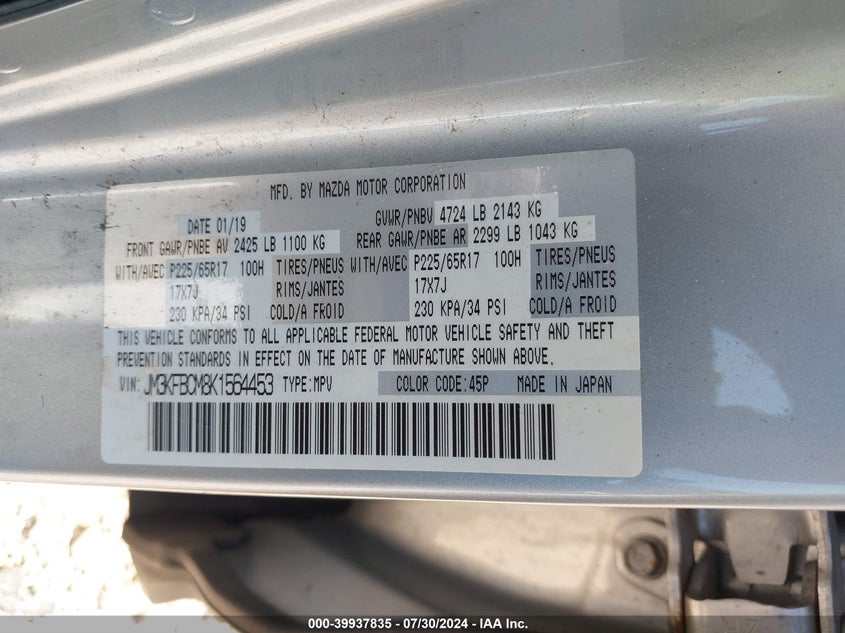 MFD. BY MAZDA MOTOR CORPORATION
DATE 01/19 GVWR/PNBV 4724 LB 2143 KG
FRONT GAWR/PNBE AV 2425 LB 1100 KG REAR GAWR/PNBE AR 2299 LB 1043 KG
WITH/AVEC P225/65R17 100H TIRES/PNEUS WITH/AVEC P225/65R17 100H TIRES/PNEUS
17X7J RIMS/JANTES 17X7J RIMS/JANTES
230 KPA/34 PSI COLD/A FROID 230 KPA/34 PSI COLD/A FROID
THIS VEHICLE CONFORMS TO ALL APPLICABLE FEDERAL MOTOR VEHICLE SAFETY AND THEFT
PREVENTION STANDARDS IN EFFECT ON THE DATE OF MANUFACTURE SHOWN ABOVE.
VIN: JM3KFBCM8K1564453 TYPE:MPV COLOR CODE:45P MADE IN JAPAN
000-39937835 - 07/30/2024 - IAA Inc.